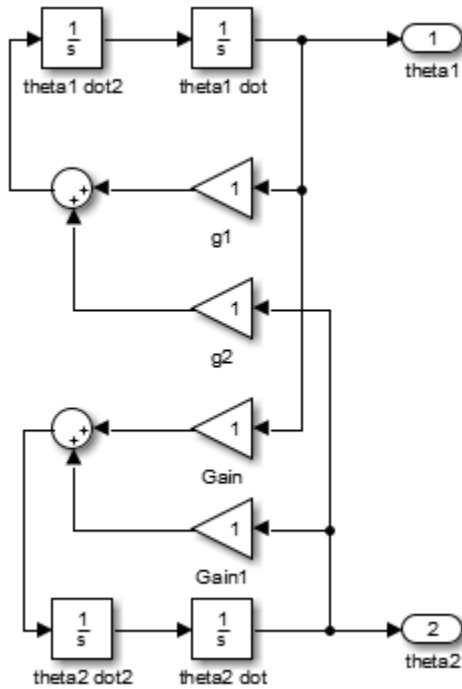 1
s
1
s
1
theta1 dot2
theta1 dot
theta1
+
+
1
g1
1
g2
+
+
1
Gain
1
Gain1
1
s
1
s
2
theta2 dot2
theta2 dot
theta2